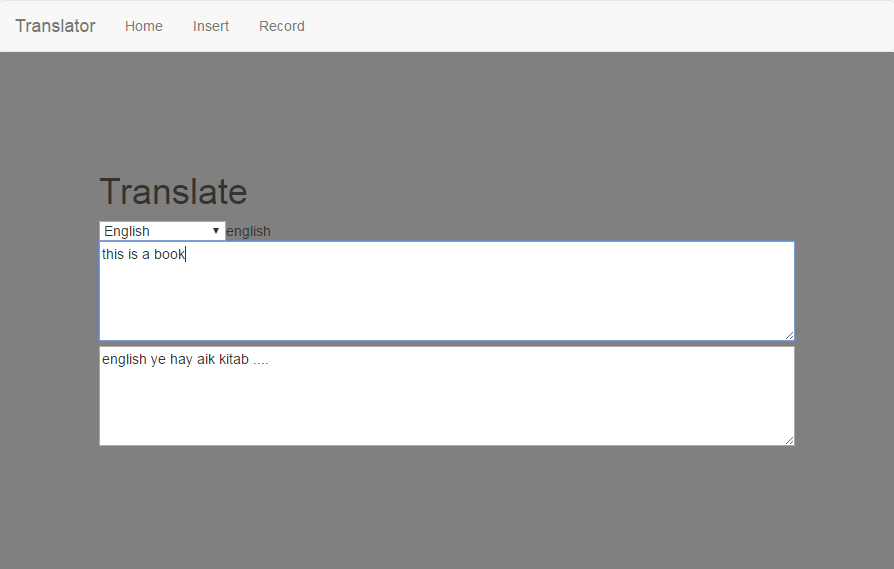 Translator Home Insert Record
Translate
English english
this is a book
english ye hay aik kitab ....